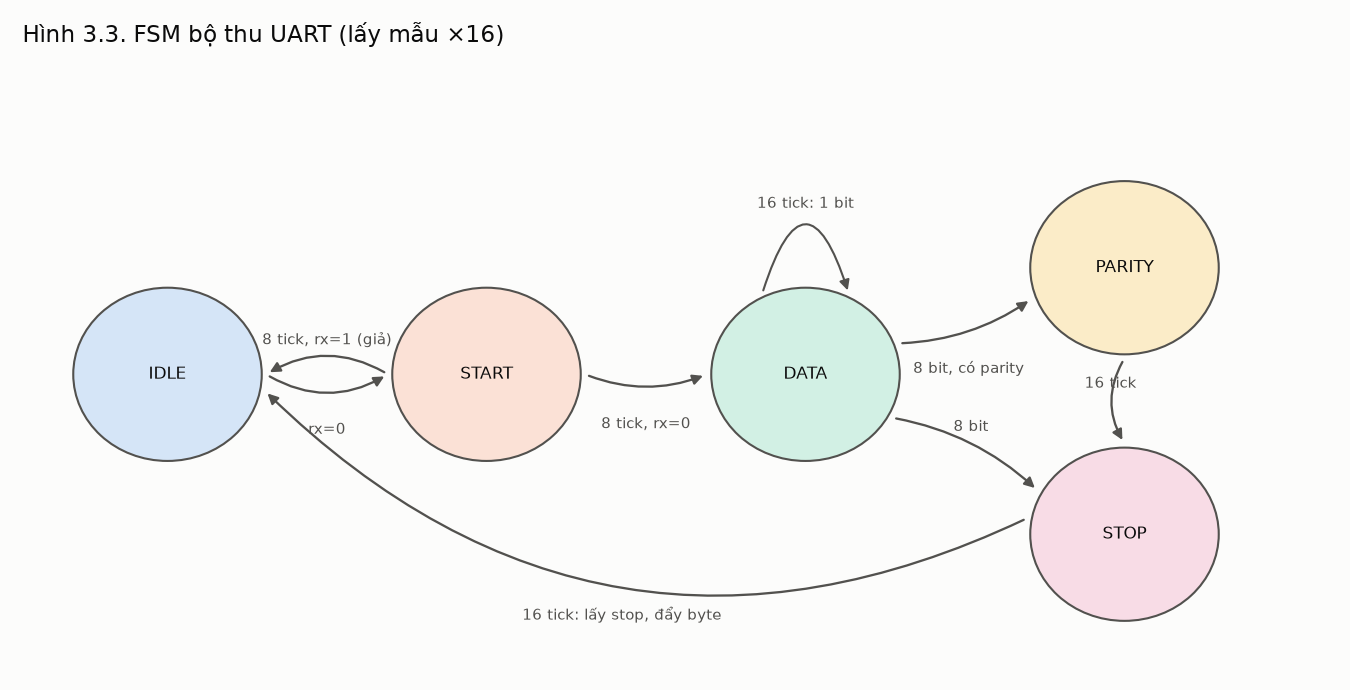 Hình 3.3. FSM bộ thu UART (lấy mẫu ×16)
16 tick: 1 bit
PARITY
8 tick, rx=1 (giả)
IDLE
START
DATA
8 bit, có parity
16 tick
rx=0
8 tick, rx=0
8 bit
STOP
16 tick: lấy stop, đẩy byte